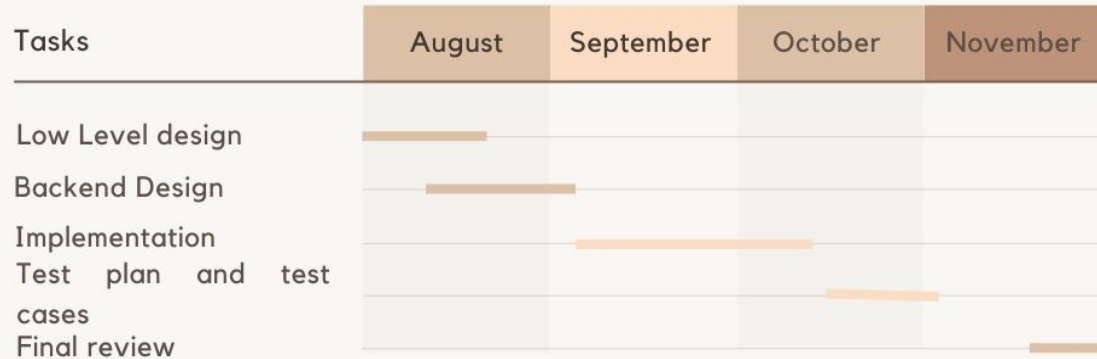 Tasks August September October November
Low Level design
Backend Design
Implementation
Test plan and test
cases
Final review